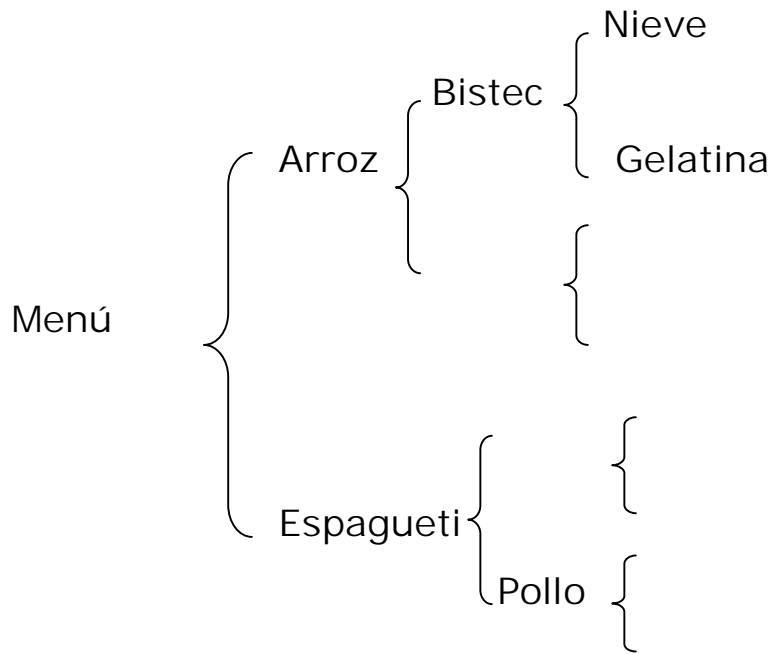 Nieve
Bistec
Arroz
Gelatina
Menú
Espagueti
Pollo